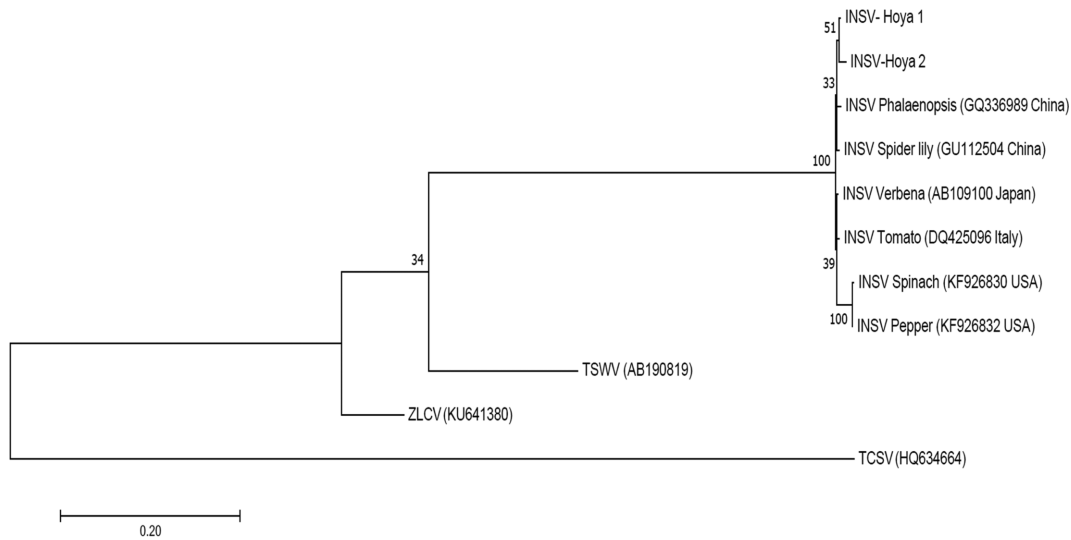 INSV- Hoya 1
51
INSV-Hoya 2
33
INSV Phalaenopsis (GQ336989 China)
INSV Spider lily (GU112504 China)
100
INSV Verbena (AB109100 Japan)
INSV Tomato (DQ425096 Italy)
34
39
INSV Spinach (KF926830 USA)
100
INSV Pepper (KF926832 USA)
TSWV (AB190819)
ZLCV (KU641380)
TCSV (HQ634664)
0.20